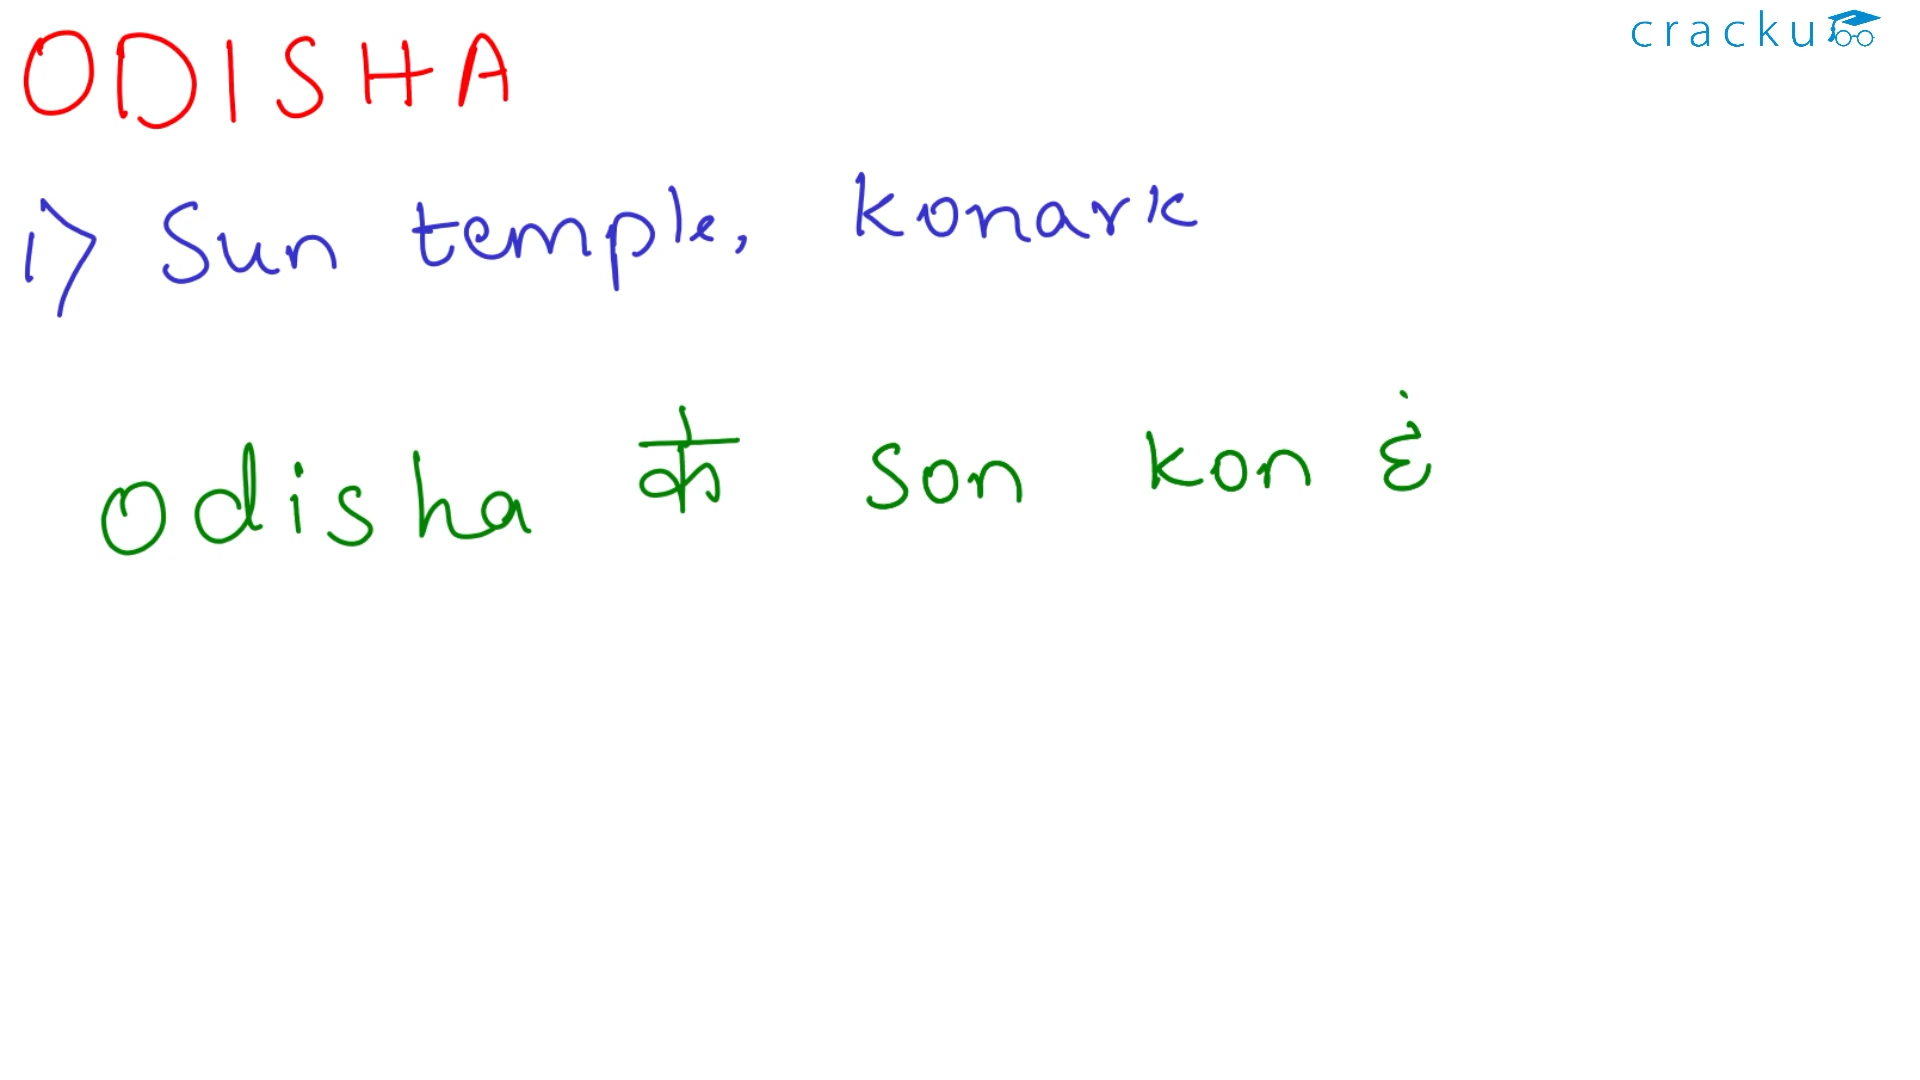 cracku
ODISHA
1) Sun temple, konark
Odisha का son kon है